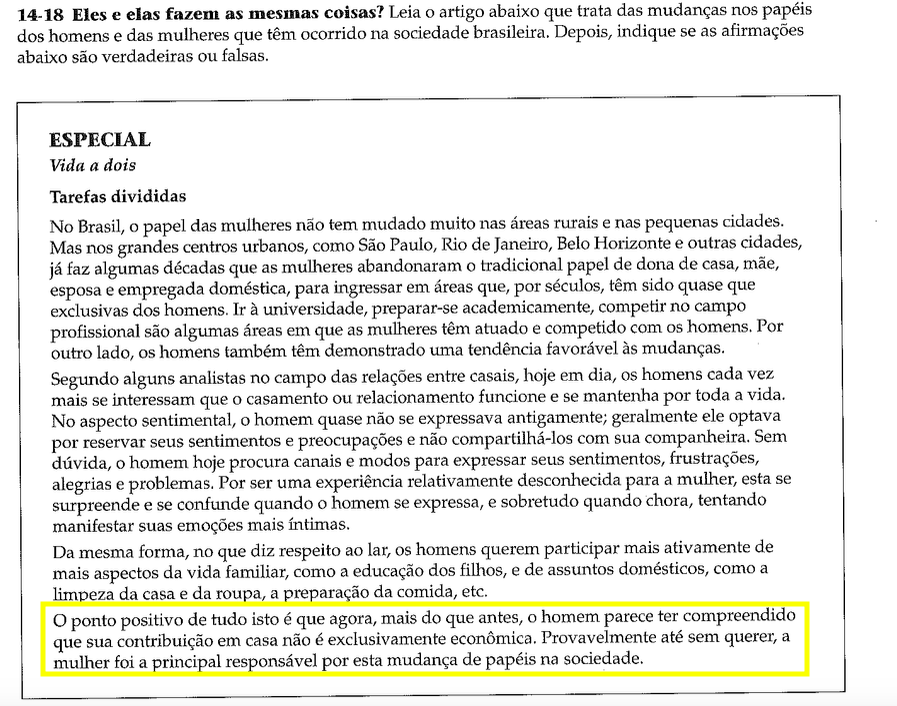 14-18 Eles e elas fazem as mesmas coisas? Leia o artigo abaixo que trata das mudanças nos papéis
dos homens e das mulheres que têm ocorrido na sociedade brasileira. Depois, indique se as afirmações
abaixo são verdadeiras ou falsas.
ESPECIAL
Vida a dois
Tarefas divididas
No Brasil, o papel das mulheres não tem mudado muito nas áreas rurais e nas pequenas cidades.
Mas nos grandes centros urbanos, como São Paulo, Rio de Janeiro, Belo Horizonte e outras cidades,
já faz algumas décadas que as mulheres abandonaram o tradicional papel de dona de casa, mãe,
esposa e empregada doméstica, para ingressar em áreas que, por séculos, têm sido quase que
exclusivas dos homens. Ir à universidade, preparar-se academicamente, competir no campo
profissional são algumas áreas em que as mulheres têm atuado e competido com os homens. Por
outro lado, os homens também têm demonstrado uma tendência favorável às mudanças.
Segundo alguns analistas no campo das relações entre casais, hoje em dia, os homens cada vez
mais se interessam que o casamento ou relacionamento funcione e se mantenha por toda a vida.
No aspecto sentimental, o homem quase não se expressava antigamente; geralmente ele optava
por reservar seus sentimentos e preocupações e não compartilhá-los com sua companheira. Sem
dúvida, o homem hoje procura canais e modos para expressar seus sentimentos, frustrações,
alegrias e problemas. Por ser uma experiência relativamente desconhecida para a mulher, esta se
surpreende e se confunde quando o homem se expressa, e sobretudo quando chora, tentando
manifestar suas emoções mais íntimas.
Da mesma forma, no que diz respeito ao lar, os homens querem participar mais ativamente de
mais aspectos da vida familiar, como a educação dos filhos, e de assuntos domésticos, como a
limpeza da casa e da roupa, a preparação da comida, etc.
O ponto positivo de tudo isto é que agora, mais do que antes, o homem parece ter compreendido
que sua contribuição em casa não é exclusivamente econômica. Provavelmente até sem querer, a
mulher foi a principal responsável por esta mudança de papéis na sociedade.